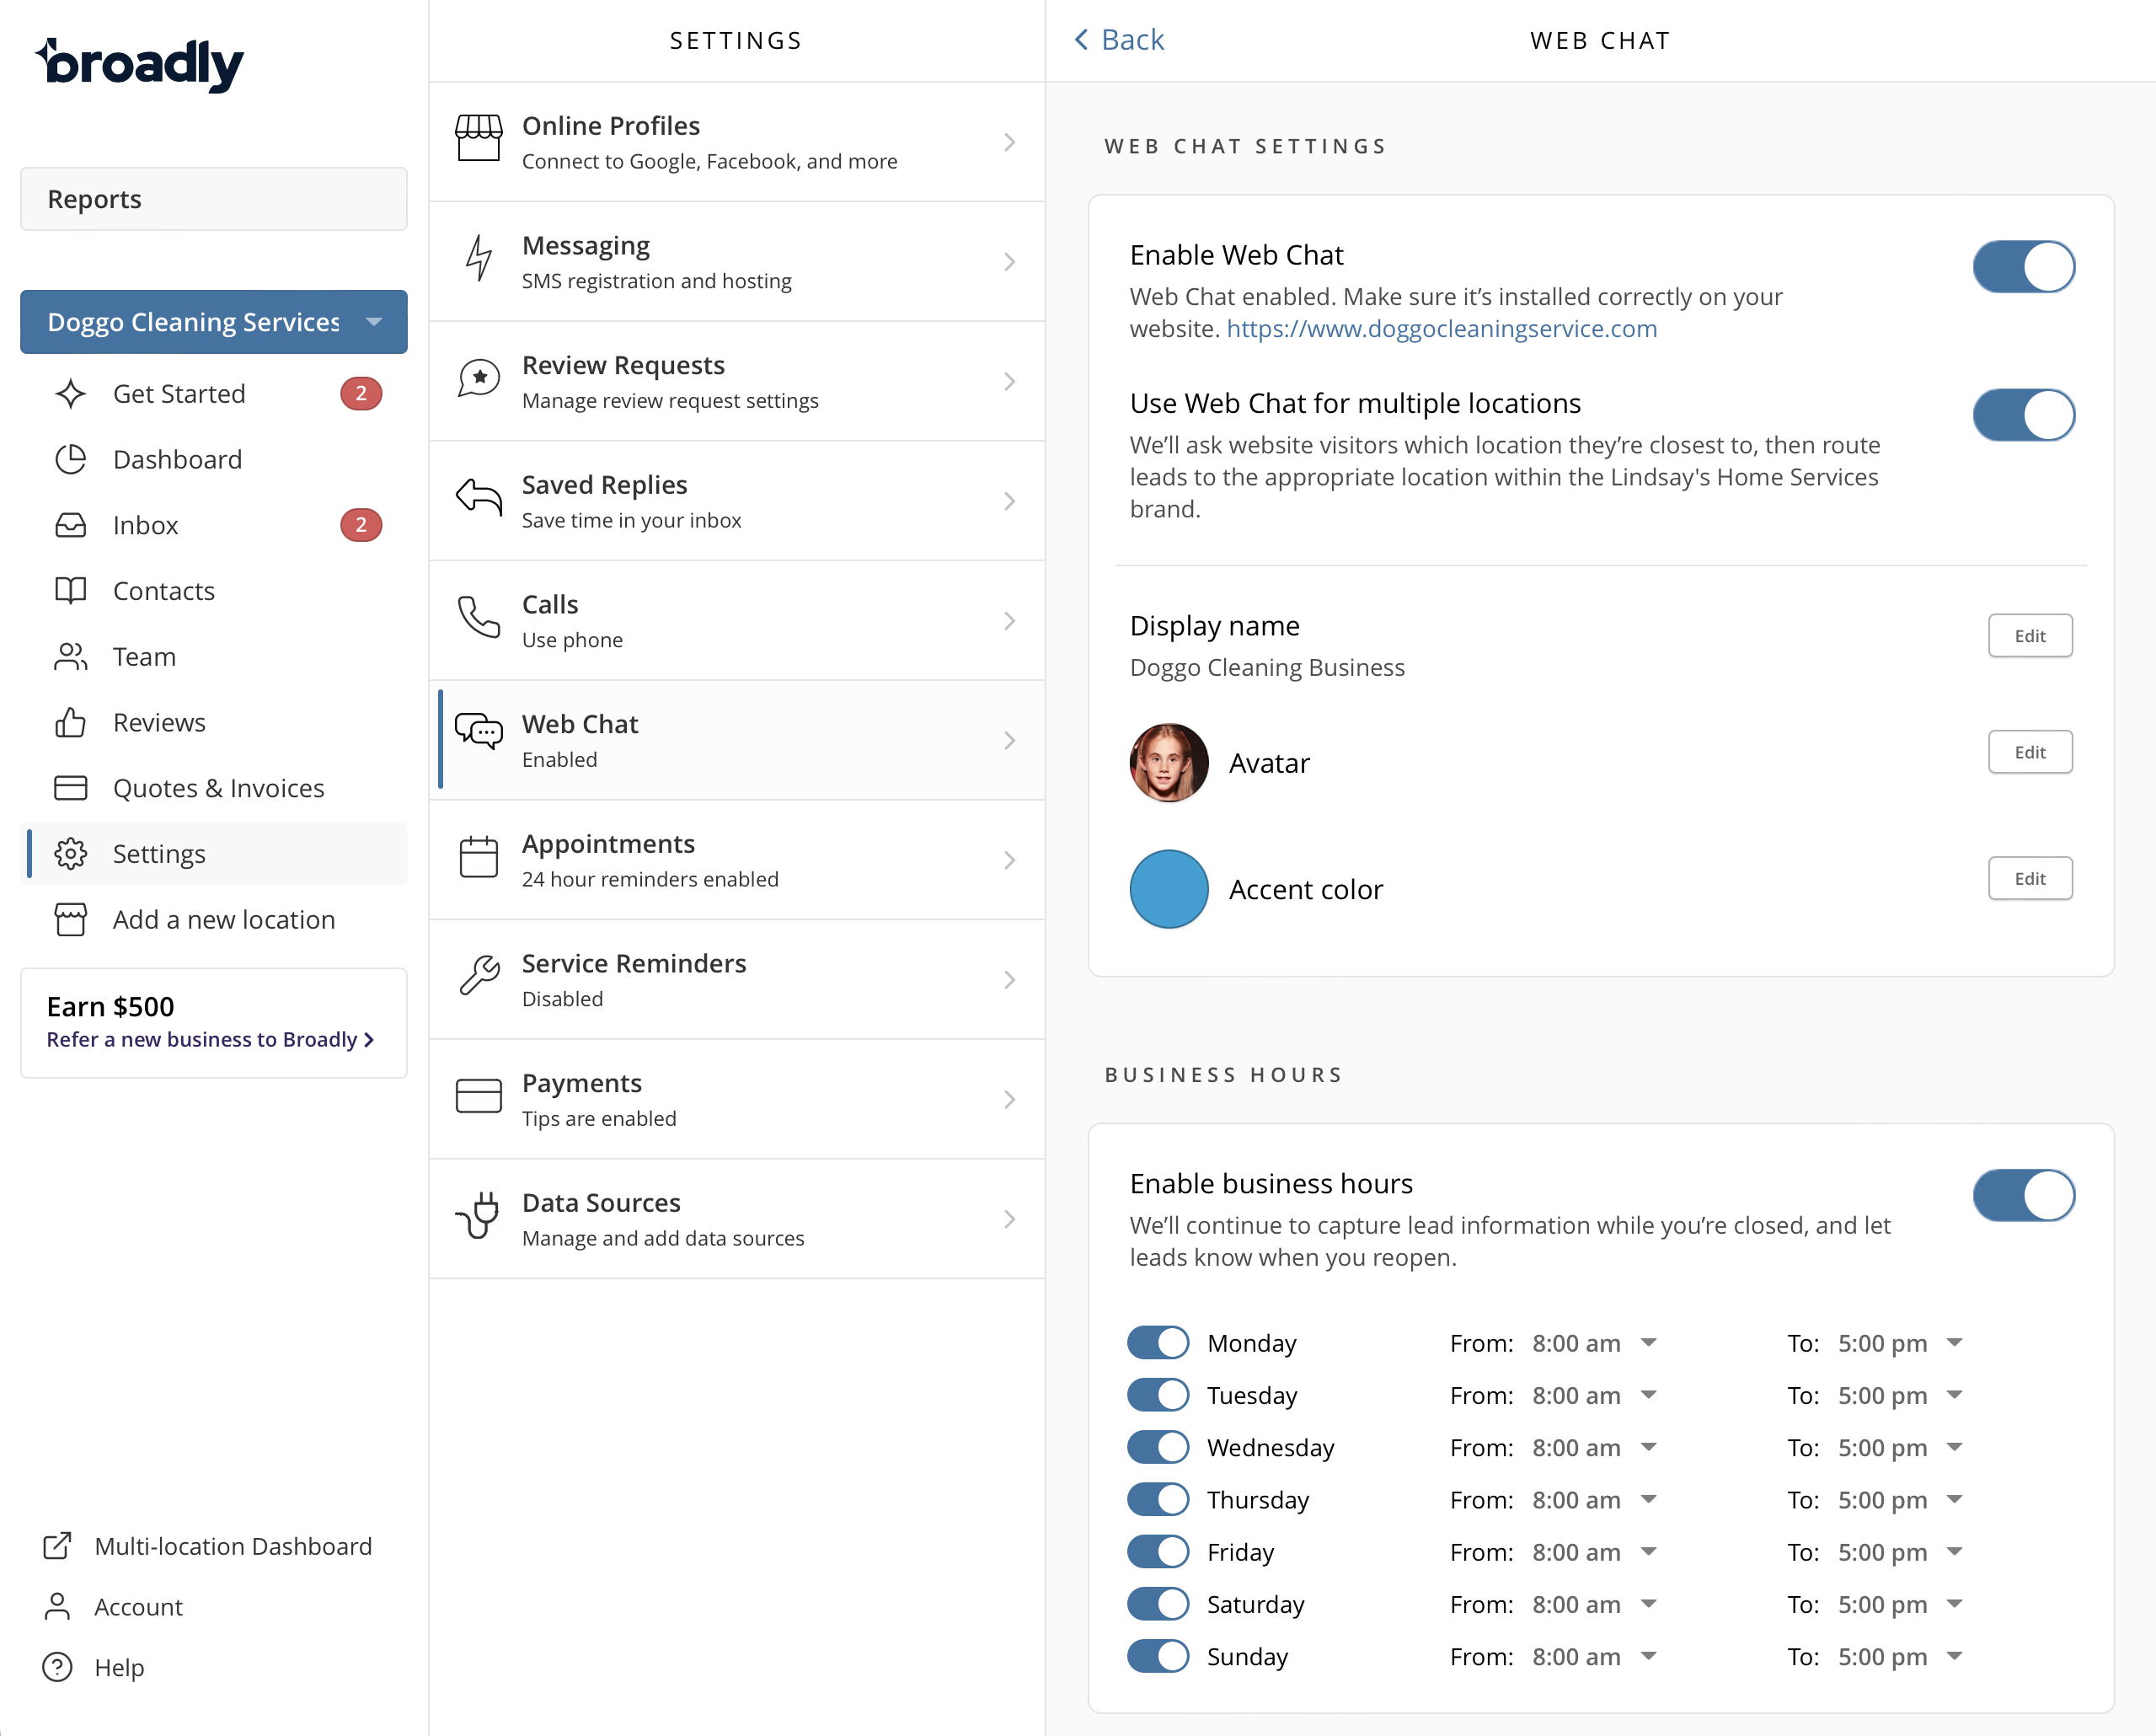 broadly
Reports
Doggo Cleaning Services
Get Started 2
Dashboard
Inbox 2
Contacts
Team
Reviews
Quotes & Invoices
Settings
Add a new location
Earn $500
Refer a new business to Broadly
Multi-location Dashboard
Account
Help
SETTINGS
Online Profiles
Connect to Google, Facebook, and more
Messaging
SMS registration and hosting
Review Requests
Manage review request settings
Saved Replies
Save time in your inbox
Calls
Use phone
Web Chat
Enabled
Appointments
24 hour reminders enabled
Service Reminders
Disabled
Payments
Tips are enabled
Data Sources
Manage and add data sources
Back
WEB CHAT
WEB CHAT SETTINGS
Enable Web Chat
Web Chat enabled. Make sure it’s installed correctly on your
website. https://www.doggocleaningservice.com
Use Web Chat for multiple locations
We’ll ask website visitors which location they’re closest to, then route
leads to the appropriate location within the Lindsay's Home Services
brand.
Display name
Doggo Cleaning Business
Edit
Avatar
Edit
Accent color
Edit
BUSINESS HOURS
Enable business hours
We’ll continue to capture lead information while you’re closed, and let
leads know when you reopen.
Monday From: 8:00 am To: 5:00 pm
Tuesday From: 8:00 am To: 5:00 pm
Wednesday From: 8:00 am To: 5:00 pm
Thursday From: 8:00 am To: 5:00 pm
Friday From: 8:00 am To: 5:00 pm
Saturday From: 8:00 am To: 5:00 pm
Sunday From: 8:00 am To: 5:00 pm